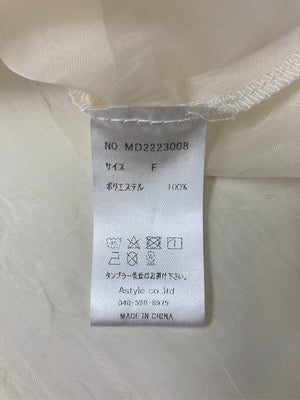 NO. MD2223008
サイズ F
ポリエステル 100%
タンブラー乾燥はお避け下さい。
Astyle co.,ltd
048-598-8975
MADE IN CHINA